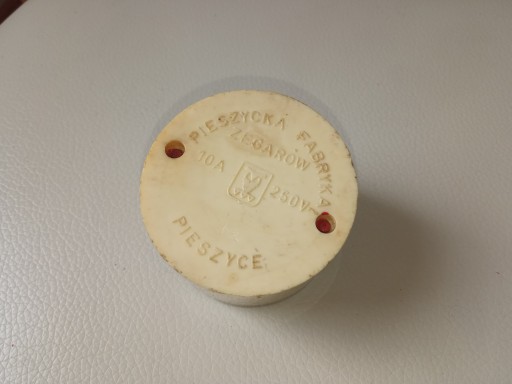 PIESZYCKA FABRYKA
ZEGARÓW
10A
250V~
PIESZYCE